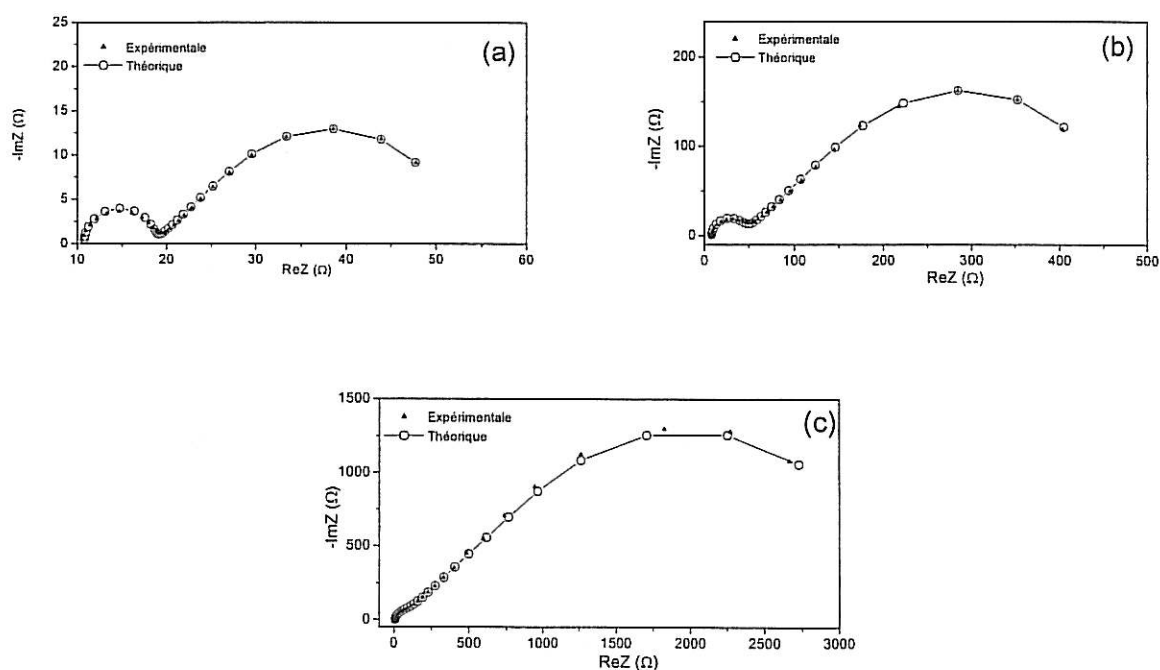 (a)
Expérimentale
Théorique
25
20
15
10
5
0
-ImZ (Ω)
10 20 30 40 50 60
ReZ (Ω)
(b)
Expérimentale
Théorique
200
100
0
-ImZ (Ω)
0 100 200 300 400 500
ReZ (Ω)
(c)
Expérimentale
Théorique
1500
1000
500
0
-ImZ (Ω)
0 500 1000 1500 2000 2500 3000
ReZ (Ω)